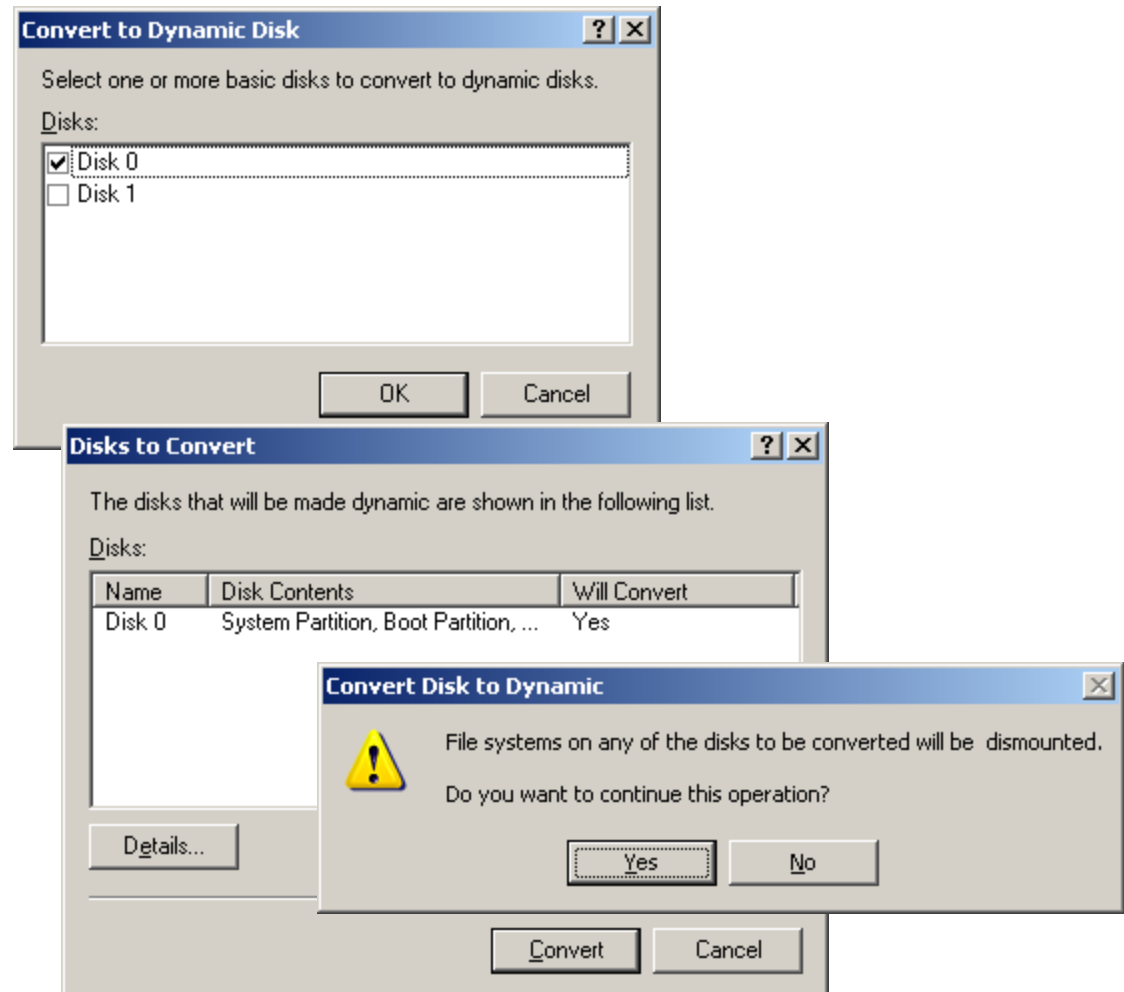 Convert to Dynamic Disk
Select one or more basic disks to convert to dynamic disks.
Disks:
Disk 0
Disk 1
OK Cancel
Disks to Convert
The disks that will be made dynamic are shown in the following list.
Disks:
Name Disk Contents Will Convert
Disk 0 System Partition, Boot Partition, ... Yes
Convert Disk to Dynamic
File systems on any of the disks to be converted will be  dismounted.
Do you want to continue this operation?
Yes No
Details...
Convert Cancel